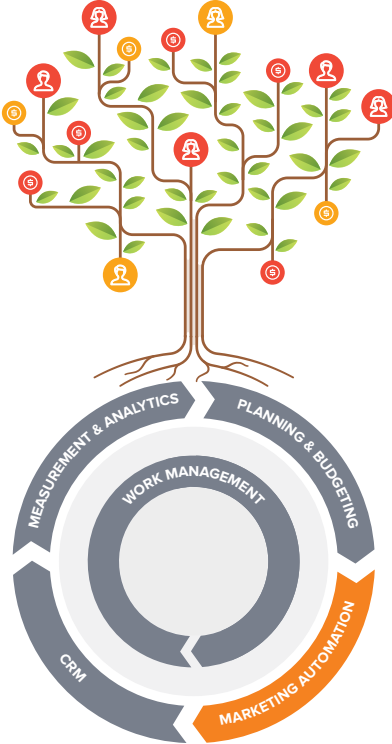 $
$
$
$
$
$
$
$
MEASUREMENT & ANALYTICS
PLANNING & BUDGETING
WORK MANAGEMENT
MARKETING AUTOMATION
CRM